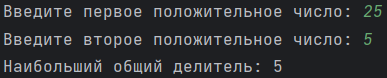 Введите первое положительное число: 25
Введите второе положительное число: 5
Наибольший общий делитель: 5